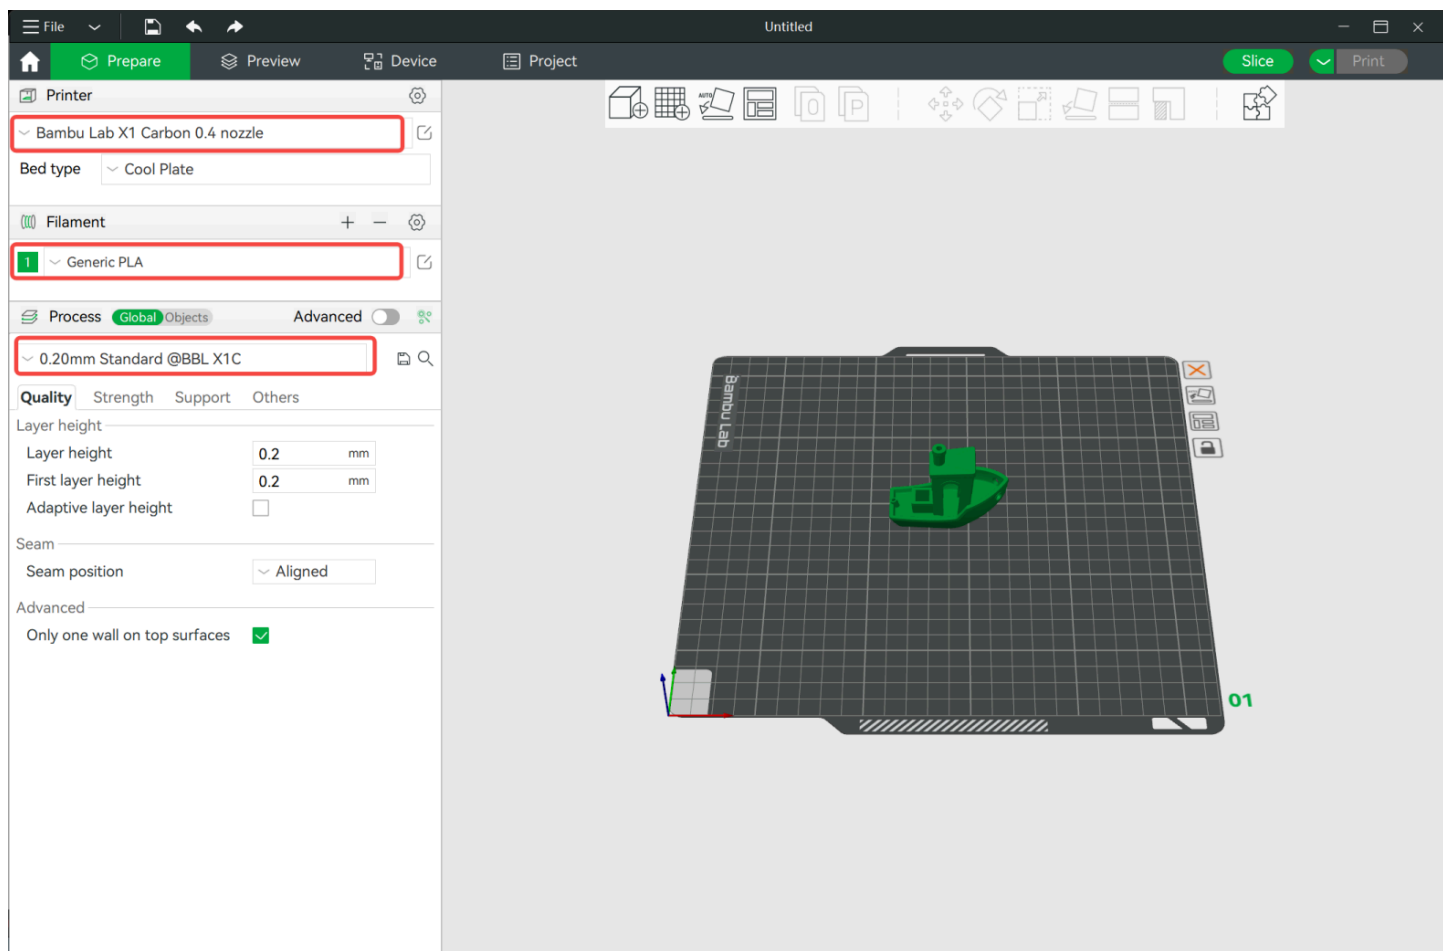 File
Untitled
Prepare
Preview
Device
Project
Slice
Print
Printer
Bambu Lab X1 Carbon 0.4 nozzle
Bed type
Cool Plate
Filament
1
Generic PLA
Process
Global
Objects
Advanced
0.20mm Standard @BBL X1C
Quality
Strength
Support
Others
Layer height
Layer height
0.2 mm
First layer height
0.2 mm
Adaptive layer height
Seam
Seam position
Aligned
Advanced
Only one wall on top surfaces
AUTO
0
P
Bambu Lab
01